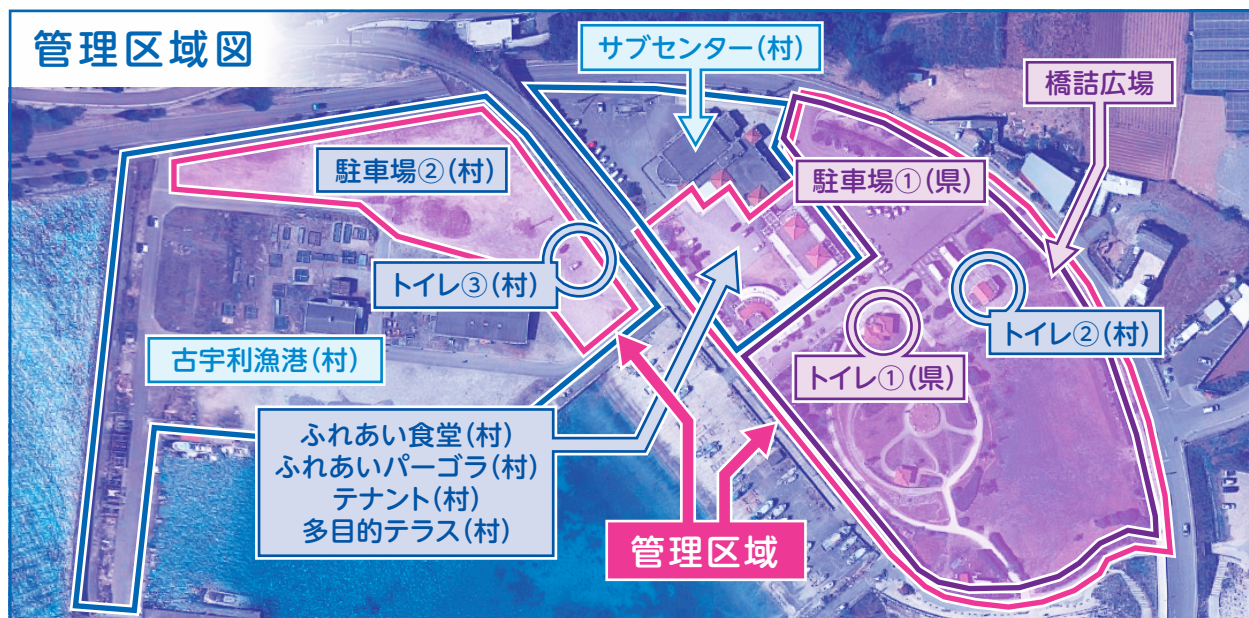 管理区域図
サブセンター(村)
橋詰広場
駐車場②(村)
駐車場①(県)
トイレ③(村)
トイレ②(村)
古宇利漁港(村)
トイレ①(県)
ふれあい食堂(村)
ふれあいパーゴラ(村)
テナント(村)
多目的テラス(村)
管理区域